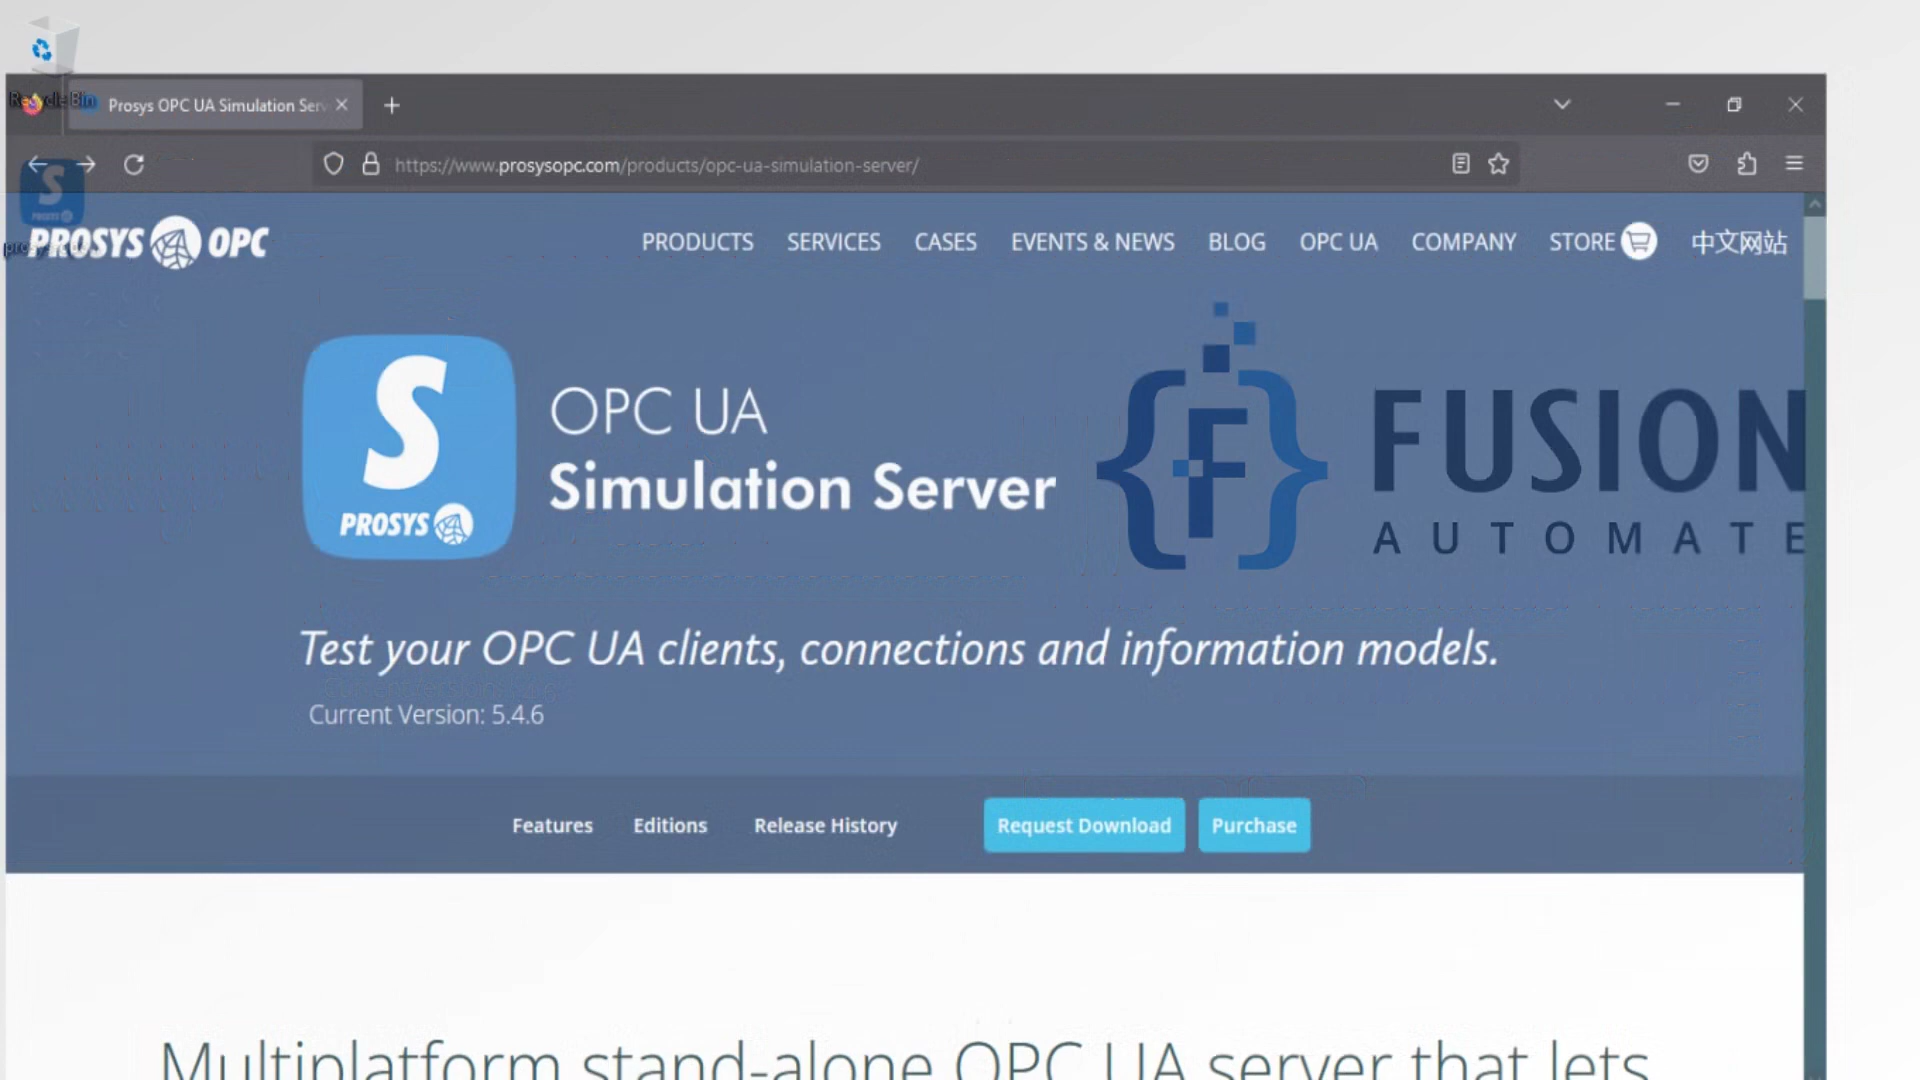 Recycle Bin
Prosys OPC UA Simulation Serv
https://www.prosysopc.com/products/opc-ua-simulation-server/
S
PROSYS
PROSYS OPC
PRODUCTS SERVICES CASES EVENTS & NEWS BLOG OPC UA COMPANY STORE 中文网站
S
PROSYS
OPC UA
Simulation Server
F
FUSION
AUTOMATE
Test your OPC UA clients, connections and information models.
Current Version: 5.4.6
Features Editions Release History Request Download Purchase
Multiplatform stand-alone OPC UA server that lets